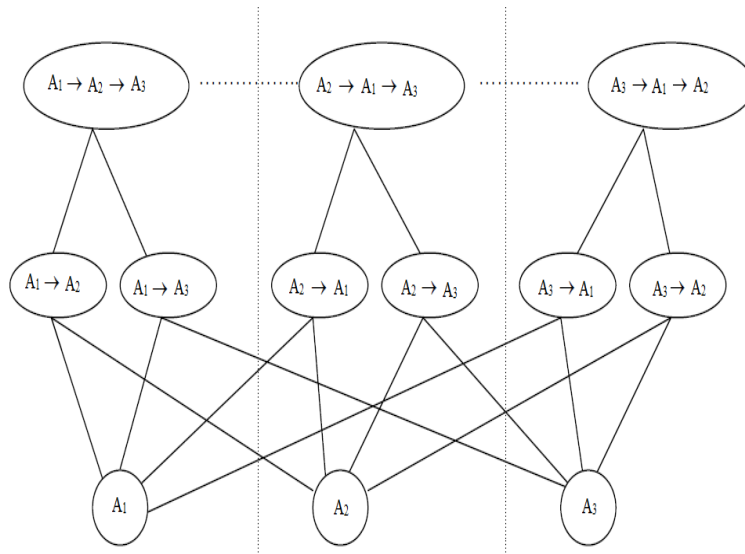 A₁ → A₂ → A₃
A₂ → A₁ → A₃
A₃ → A₁ → A₂
A₁ → A₂
A₁ → A₃
A₂ → A₁
A₂ → A₃
A₃ → A₁
A₃ → A₂
A₁
A₂
A₃